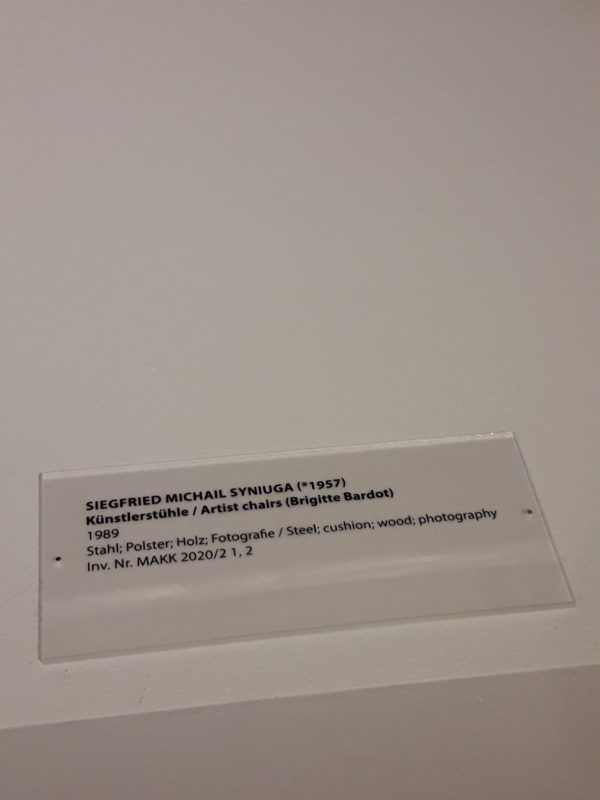 SIEGFRIED MICHAIL SYNIUGA (*1957)
Künstlerstühle / Artist chairs (Brigitte Bardot)
1989
Stahl; Polster; Holz; Fotografie / Steel; cushion; wood; photography
Inv. Nr. MAKK 2020/2 1, 2